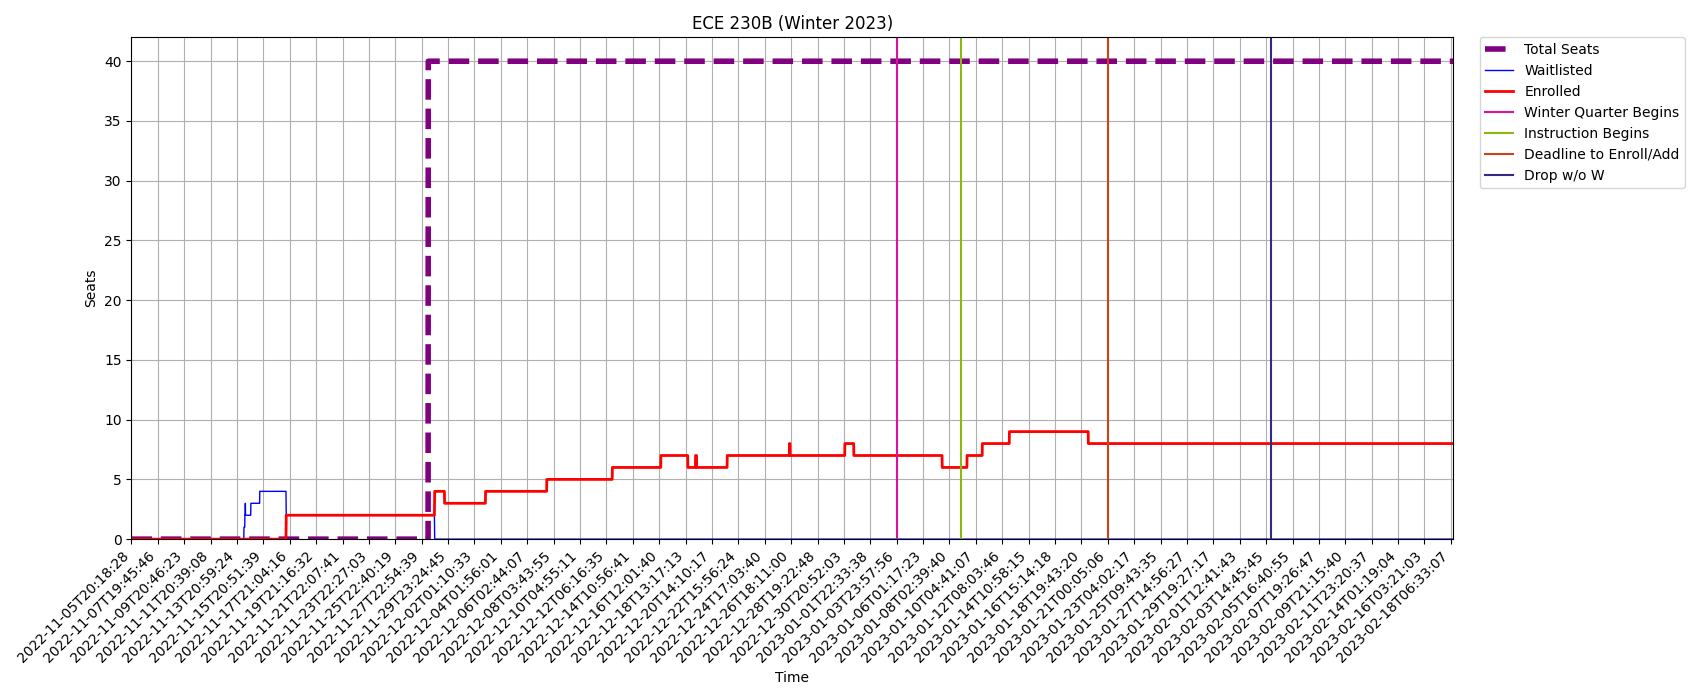 ECE 230B (Winter 2023)
Total Seats
Waitlisted
Enrolled
Winter Quarter Begins
Instruction Begins
Deadline to Enroll/Add
Drop w/o W
Seats
40
35
30
25
20
15
10
5
0
2022-11-05T20:18:28
2022-11-07T19:45:46
2022-11-09T20:46:23
2022-11-11T20:39:08
2022-11-13T20:59:24
2022-11-15T20:51:39
2022-11-17T21:04:16
2022-11-19T21:16:32
2022-11-21T22:07:41
2022-11-23T22:27:03
2022-11-25T22:40:19
2022-11-27T22:54:39
2022-11-29T23:24:45
2022-12-02T01:10:33
2022-12-04T01:56:01
2022-12-06T02:44:07
2022-12-08T03:43:55
2022-12-10T04:55:11
2022-12-12T06:16:35
2022-12-14T10:56:41
2022-12-16T12:01:40
2022-12-18T13:17:13
2022-12-20T14:10:17
2022-12-22T15:56:24
2022-12-24T17:03:40
2022-12-26T18:11:00
2022-12-28T19:22:48
2022-12-30T20:52:03
2023-01-01T22:33:38
2023-01-03T23:57:56
2023-01-06T01:17:23
2023-01-08T02:39:40
2023-01-10T04:41:07
2023-01-12T08:03:46
2023-01-14T10:58:15
2023-01-16T15:14:18
2023-01-18T19:43:20
2023-01-21T00:05:06
2023-01-23T04:02:17
2023-01-25T09:43:35
2023-01-27T14:56:27
2023-01-29T19:27:17
2023-02-01T12:41:43
2023-02-03T14:45:45
2023-02-05T16:40:55
2023-02-07T19:26:47
2023-02-09T21:15:40
2023-02-11T23:20:37
2023-02-14T01:19:04
2023-02-16T03:21:03
2023-02-18T06:33:07
Time